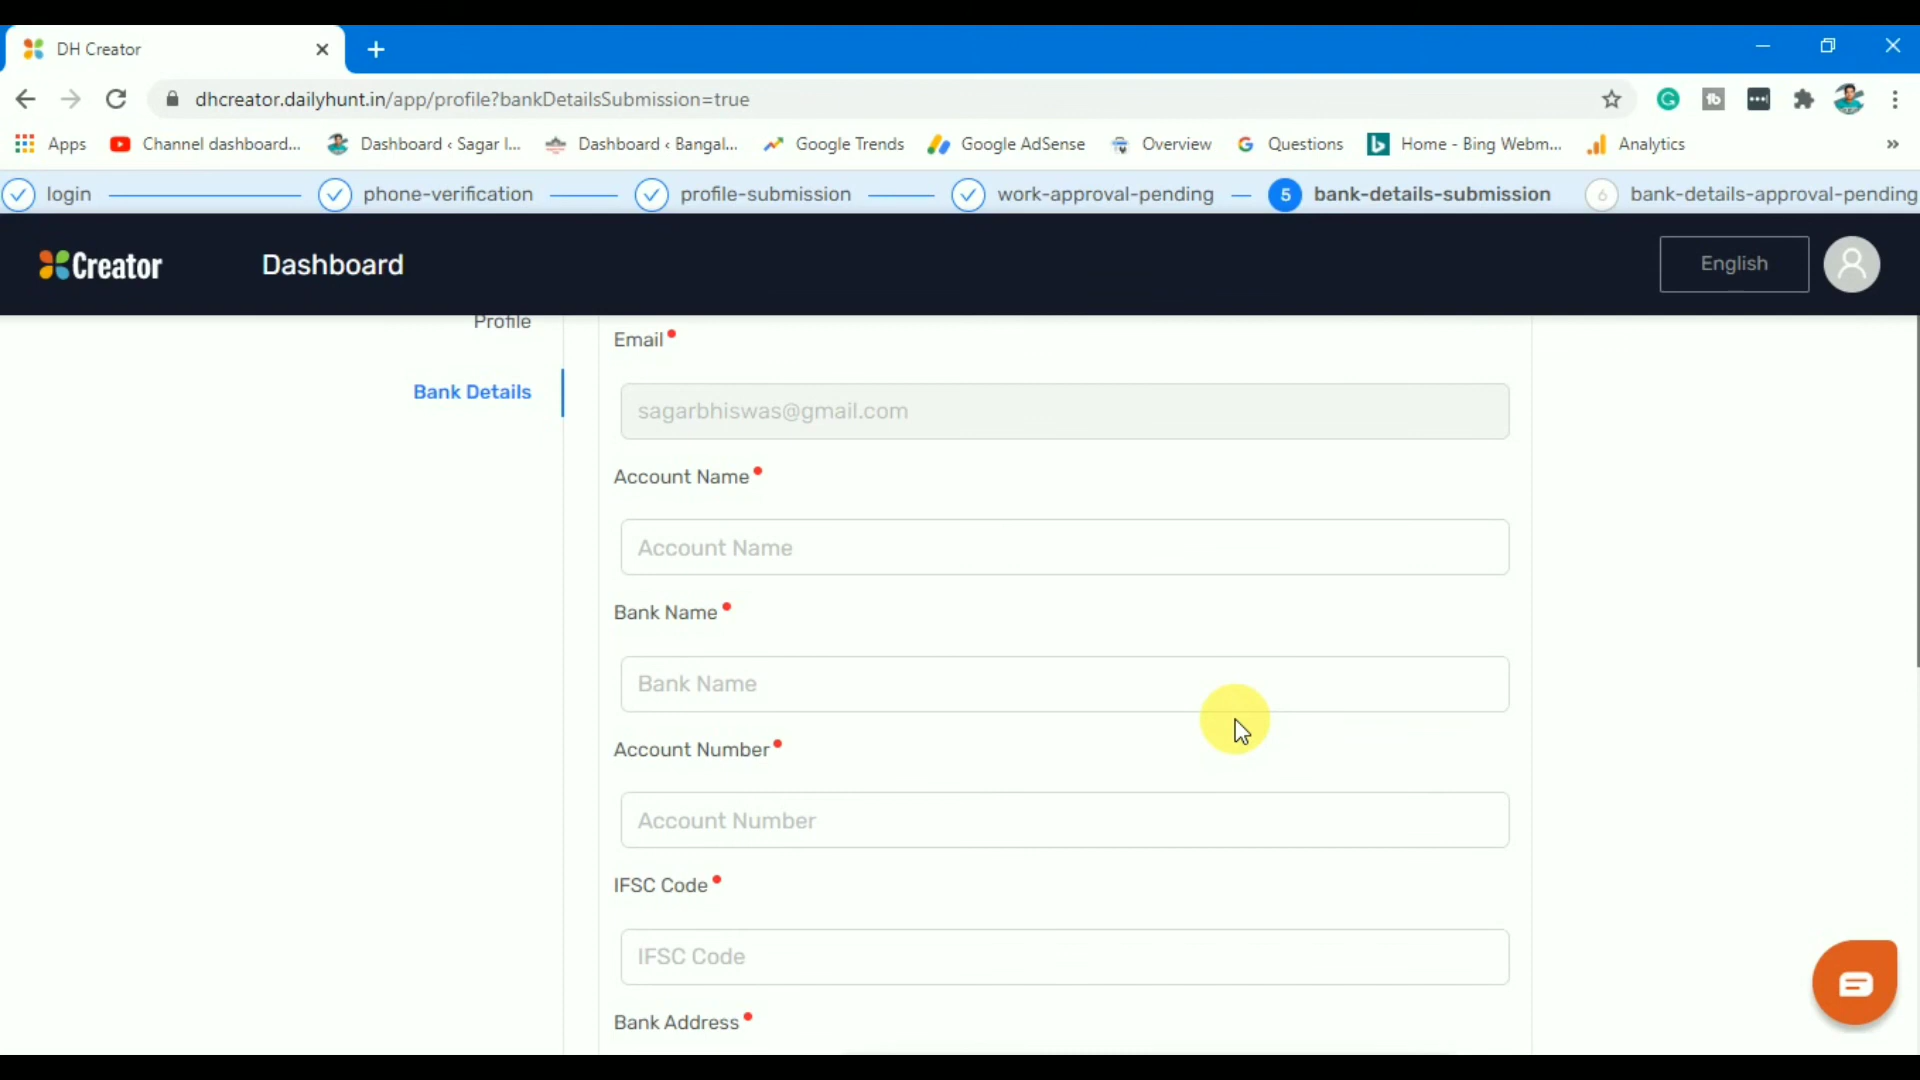 DH Creator
dhcreator.dailyhunt.in/app/profile?bankDetailsSubmission=true
Apps Channel dashboard... Dashboard ‹ Sagar I... Dashboard ‹ Bangal... Google Trends Google AdSense Overview Questions Home - Bing Webm... Analytics »
login phone-verification profile-submission work-approval-pending 5 bank-details-submission 6 bank-details-approval-pending
Creator Dashboard English
Profile
Bank Details
Email
sagarbhiswas@gmail.com
Account Name
Account Name
Bank Name
Bank Name
Account Number
Account Number
IFSC Code
IFSC Code
Bank Address